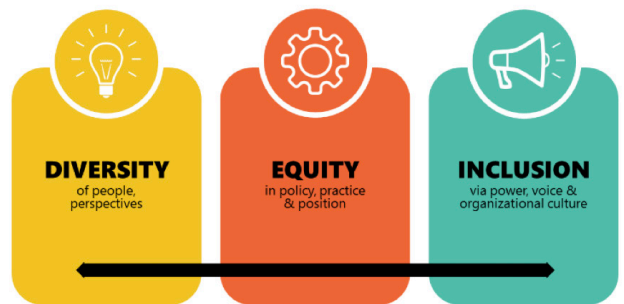 DIVERSITY
of people,
perspectives
EQUITY
in policy, practice
& position
INCLUSION
via power, voice &
organizational culture